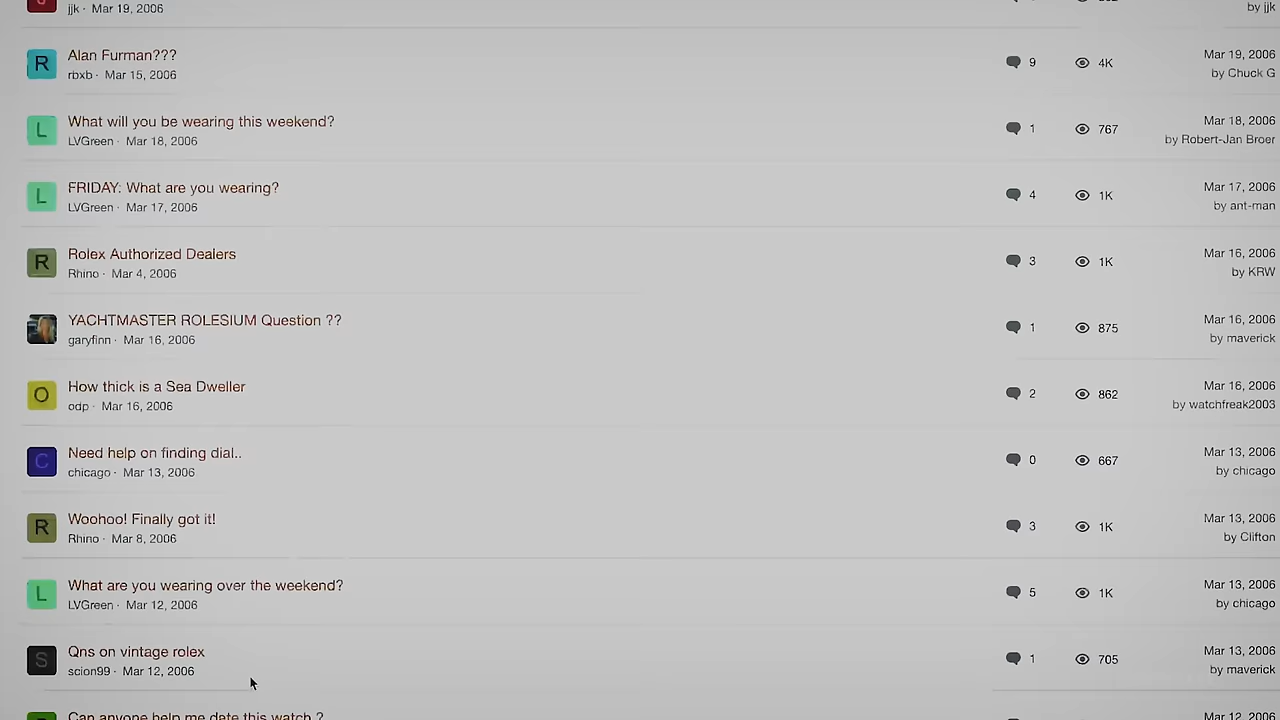 jjk · Mar 19, 2006
by jjk
R
Alan Furman???
rbxb · Mar 15, 2006
9
4K
Mar 19, 2006
by Chuck G
L
What will you be wearing this weekend?
LVGreen · Mar 18, 2006
1
767
Mar 18, 2006
by Robert-Jan Broer
L
FRIDAY: What are you wearing?
LVGreen · Mar 17, 2006
4
1K
Mar 17, 2006
by ant-man
R
Rolex Authorized Dealers
Rhino · Mar 4, 2006
3
1K
Mar 16, 2006
by KRW
YACHTMASTER ROLESIUM Question ??
garyfinn · Mar 16, 2006
1
875
Mar 16, 2006
by maverick
O
How thick is a Sea Dweller
odp · Mar 16, 2006
2
862
Mar 16, 2006
by watchfreak2003
C
Need help on finding dial..
chicago · Mar 13, 2006
0
667
Mar 13, 2006
by chicago
R
Woohoo! Finally got it!
Rhino · Mar 8, 2006
3
1K
Mar 13, 2006
by Clifton
L
What are you wearing over the weekend?
LVGreen · Mar 12, 2006
5
1K
Mar 13, 2006
by chicago
S
Qns on vintage rolex
scion99 · Mar 12, 2006
1
705
Mar 13, 2006
by maverick
Can anyone help me date this watch ?
Mar 12, 2006